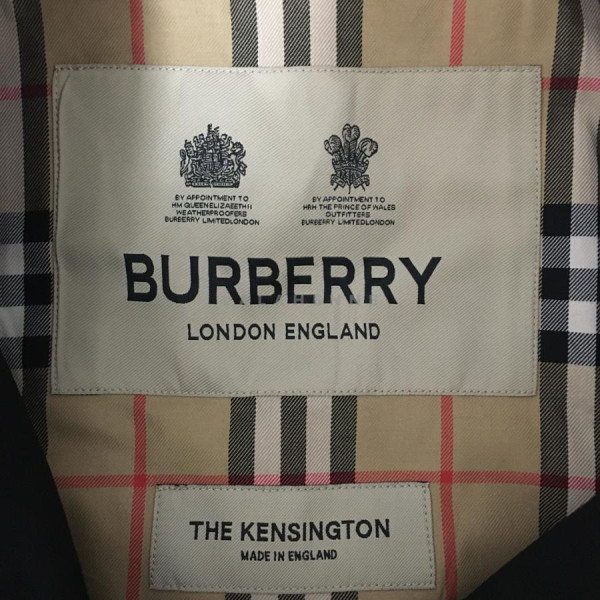 BY APPOINTMENT TO
HM QUEEN ELIZABETH II
WEATHERPROOFERS
BURBERRY LIMITED LONDON
BY APPOINTMENT TO
HRH THE PRINCE OF WALES
OUTFITTERS
BURBERRY LIMITED LONDON
BURBERRY
LONDON ENGLAND
THE KENSINGTON
MADE IN ENGLAND